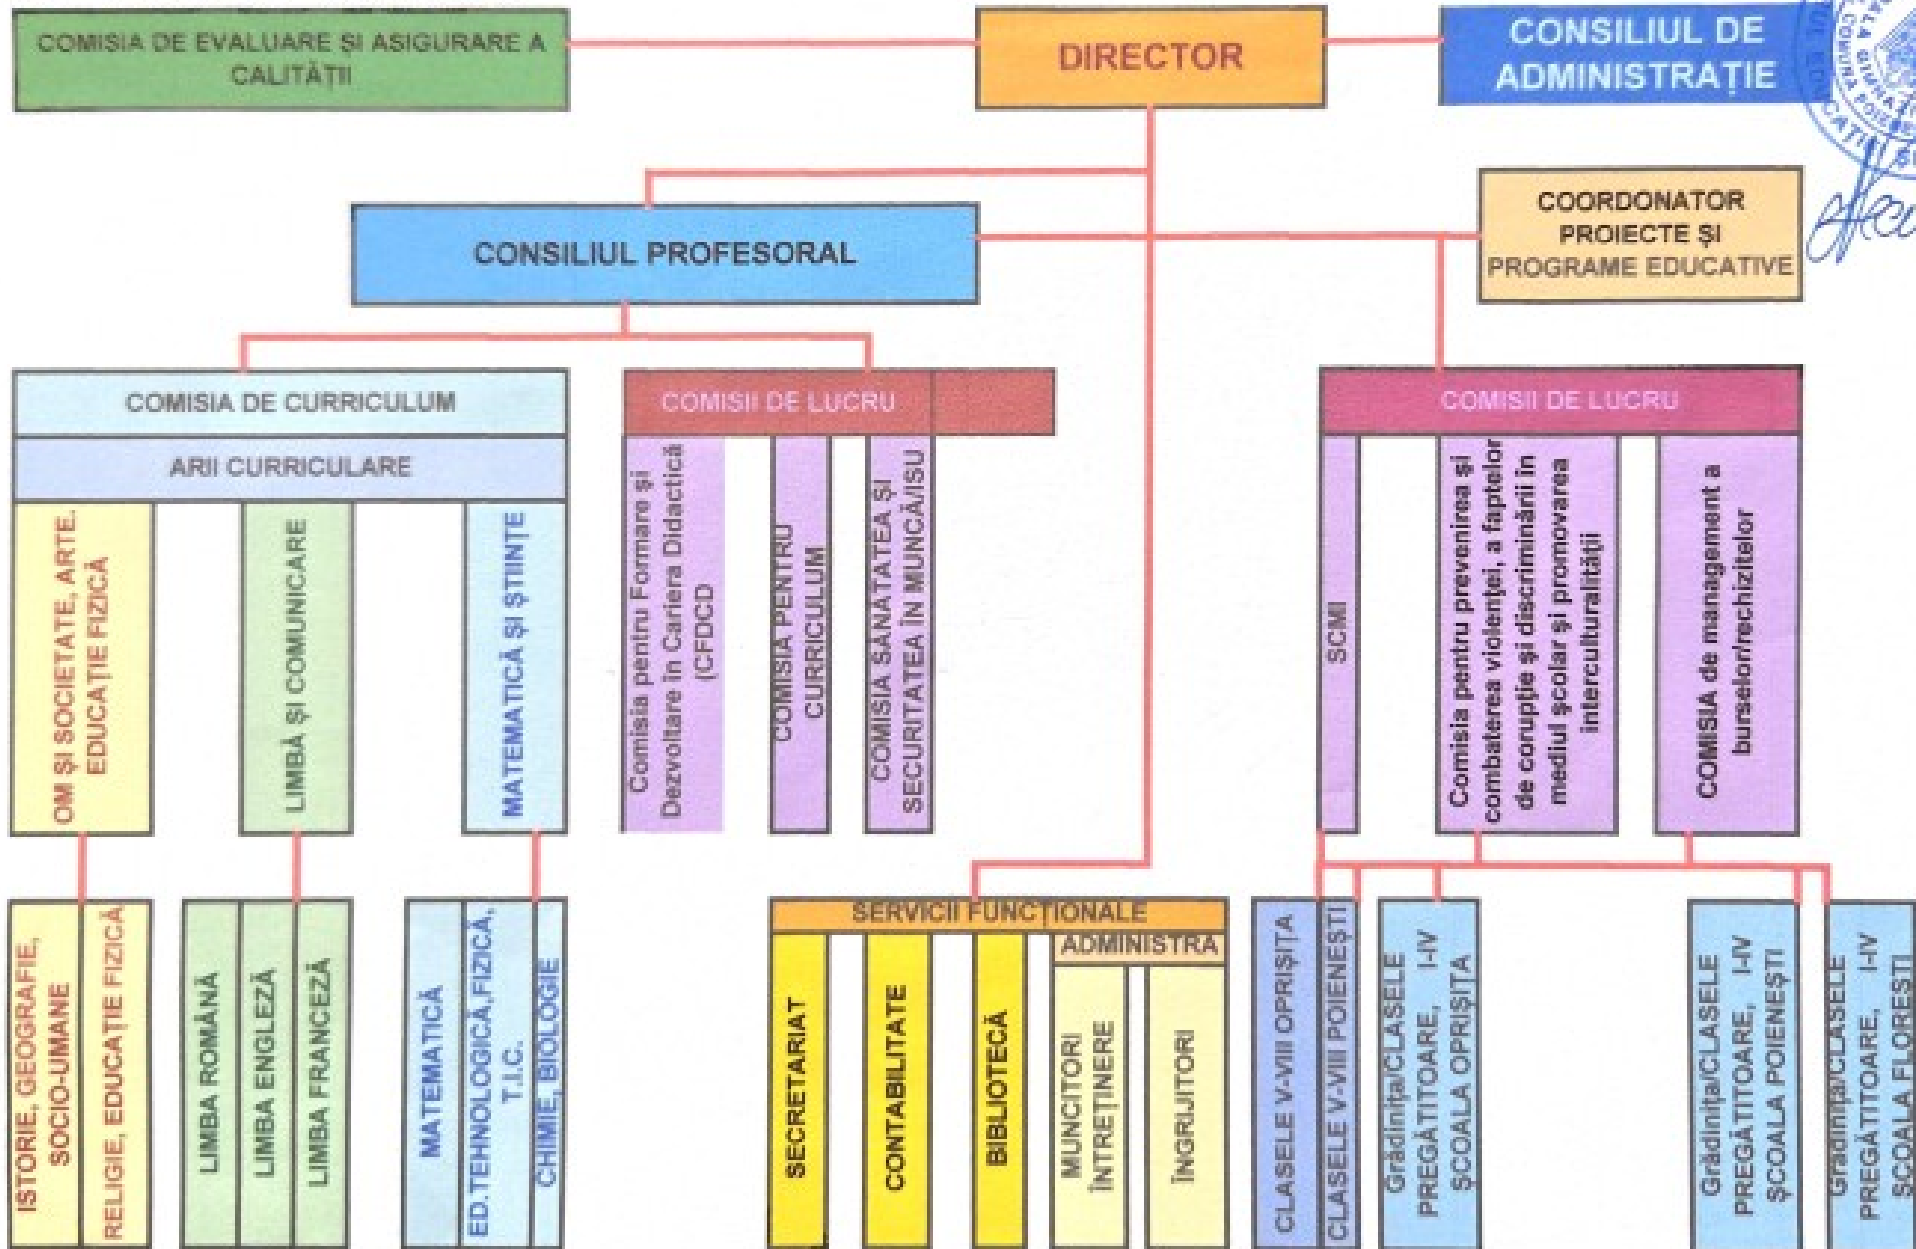 COMISIA DE EVALUARE ȘI ASIGURARE A
CALITĂȚII
DIRECTOR
CONSILIUL DE
ADMINISTRAȚIE
CONSILIUL PROFESORAL
COORDONATOR
PROIECTE ȘI
PROGRAME EDUCATIVE
COMISIA DE CURRICULUM
ARII CURRICULARE
COMISII DE LUCRU
COMISII DE LUCRU
OM ȘI SOCIETATE, ARTE.
EDUCAȚIE FIZICĂ
LIMBĂ ȘI COMUNICARE
MATEMATICĂ ȘI ȘTIINȚE
Comisia pentru Formare și
Dezvoltare în Cariera Didactică
(CFDCD
COMISIA PENTRU
CURRICULUM
COMISIA SĂNĂTATEA ȘI
SECURITATEA ÎN MUNCĂ/ISU
SCMI
Comisia pentru prevenirea și
combaterea violenței, a faptelor
de corupție și discriminării în
mediul școlar și promovarea
interculturalității
COMISIA de management a
burselor/rechizitelor
ISTORIE, GEOGRAFIE,
SOCIO-UMANE
RELIGIE, EDUCAȚIE FIZICĂ
LIMBA ROMÂNĂ
LIMBA ENGLEZĂ
LIMBA FRANCEZĂ
MATEMATICĂ
ED.TEHNOLOGICĂ,FIZICĂ,
T.I.C.
CHIMIE, BIOLOGIE
SERVICII FUNCȚIONALE
ADMINISTRA
SECRETARIAT
CONTABILITATE
BIBLIOTECĂ
MUNCITORI
ÎNTREȚINERE
ÎNGRIJITORI
CLASELE V-VIII OPRIȘIȚA
CLASELE V-VIII POIENEȘTI
Grădinița/CLASELE
PREGĂTITOARE, I-IV
ȘCOALA OPRIȘIȚA
Grădinița/CLASELE
PREGĂTITOARE, I-IV
ȘCOALA POIENEȘTI
Grădinița/CLASELE
PREGĂTITOARE, I-IV
ȘCOALA FLOREȘTI